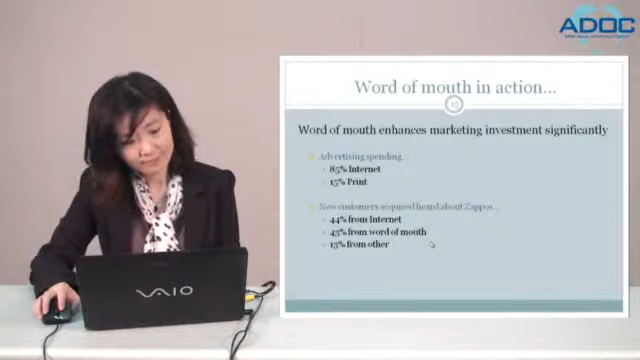 ADOC
Word of mouth in action...
15
Word of mouth enhances marketing investment significantly
Advertising spending
85% Internet
15% Print
New customers acquired heard about Zappos...
44% from Internet
43% from word of mouth
13% from other
VAIO